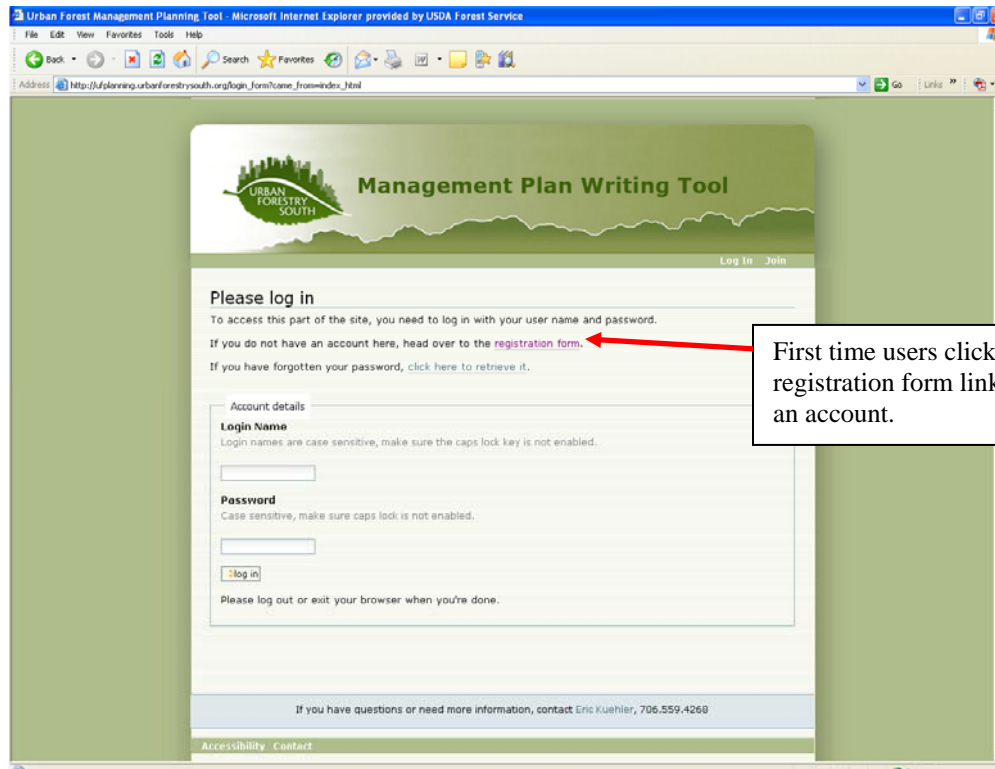 Urban Forest Management Planning Tool - Microsoft Internet Explorer provided by USDA Forest Service
File Edit View Favorites Tools Help
Back Search Favorites
Address http://ufplanning.urbanforestrysouth.org/login_form?came_from=index_html Go Links »
URBAN
FORESTRY
SOUTH
Management Plan Writing Tool
Log In Join
Please log in
To access this part of the site, you need to log in with your user name and password.
If you do not have an account here, head over to the registration form.
If you have forgotten your password, click here to retrieve it.
First time users click
registration form link
an account.
Account details
Login Name
Login names are case sensitive, make sure the caps lock key is not enabled.
Password
Case sensitive, make sure caps lock is not enabled.
log in
Please log out or exit your browser when you're done.
If you have questions or need more information, contact Eric Kuehler, 706.559.4268
Accessibility Contact